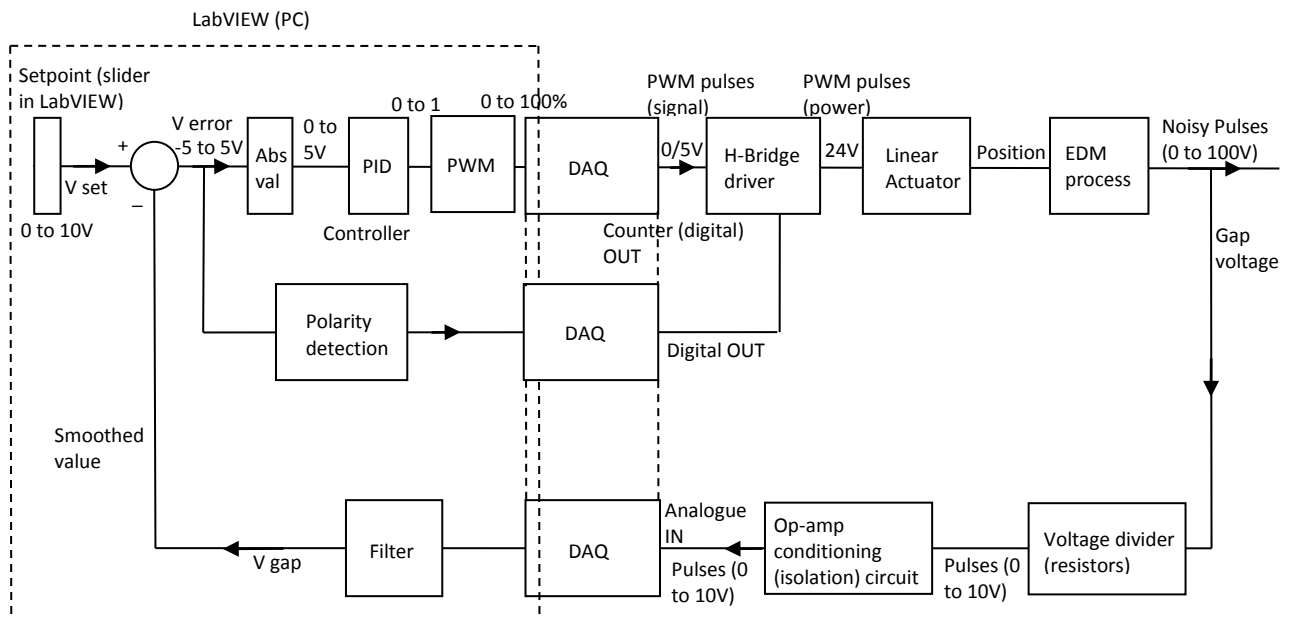 LabVIEW (PC)
Setpoint (slider
in LabVIEW)
+
–
V set
0 to 10V
V error
-5 to 5V
Abs
val
0 to
5V
PID
0 to 1
PWM
0 to 100%
Controller
DAQ
PWM pulses
(signal)
0/5V
Counter (digital)
OUT
H-Bridge
driver
PWM pulses
(power)
24V
Linear
Actuator
Position
EDM
process
Noisy Pulses
(0 to 100V)
Gap
voltage
Polarity
detection
DAQ
Digital OUT
Smoothed
value
V gap
Filter
DAQ
Analogue
IN
Pulses (0
to 10V)
Op-amp
conditioning
(isolation) circuit
Pulses (0
to 10V)
Voltage divider
(resistors)